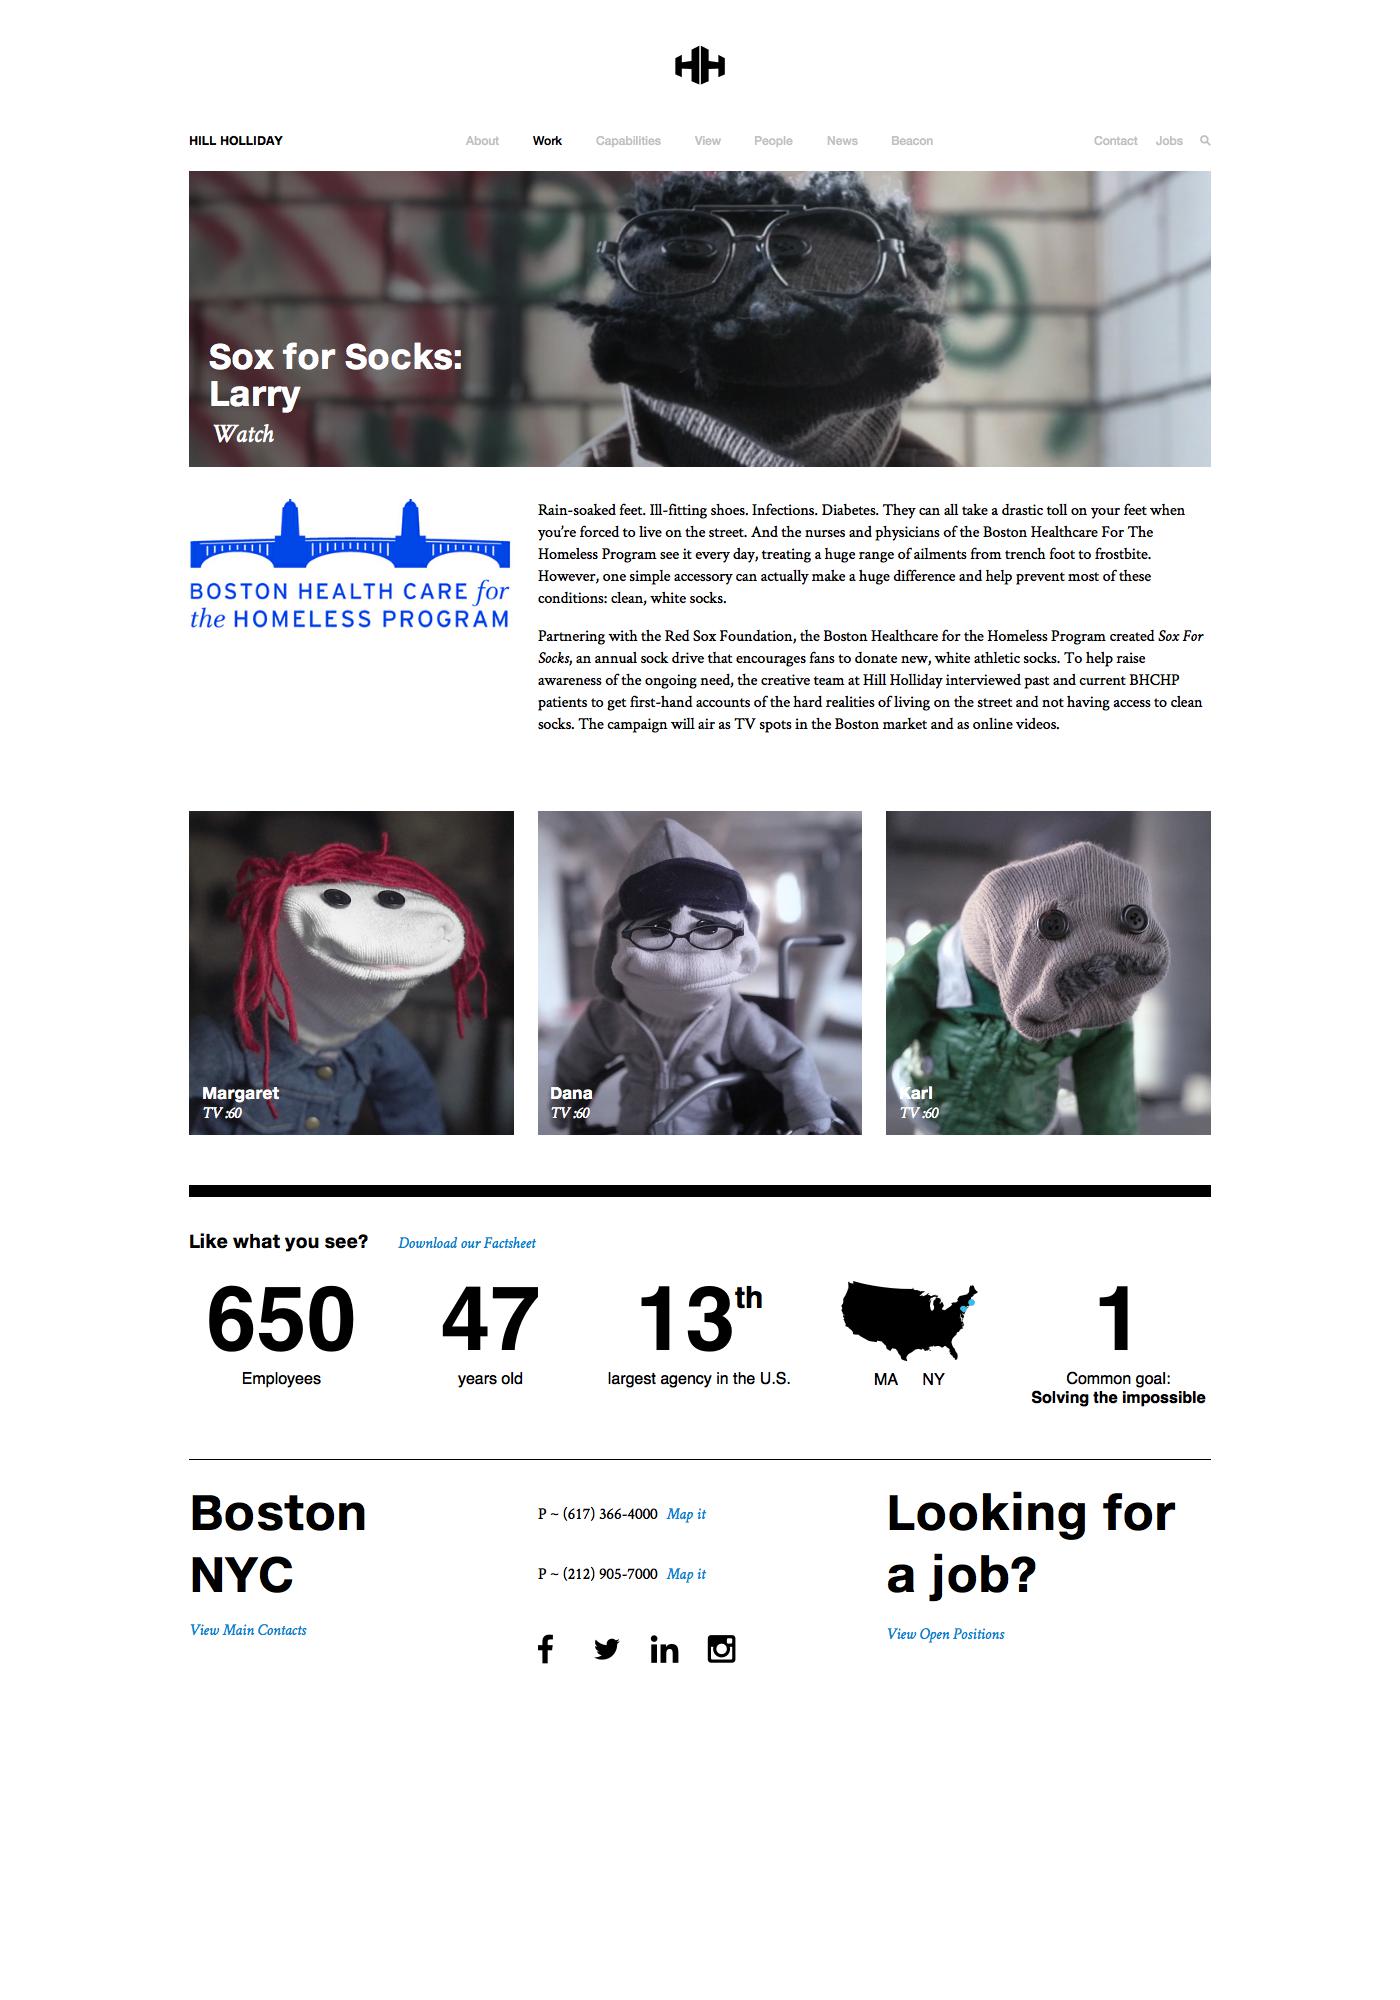 HILL HOLLIDAY
About Work Capabilities View People News Beacon
Contact Jobs
Sox for Socks:
Larry
Watch
BOSTON HEALTH CARE for
the HOMELESS PROGRAM
Rain-soaked feet. Ill-fitting shoes. Infections. Diabetes. They can all take a drastic toll on your feet when
you’re forced to live on the street. And the nurses and physicians of the Boston Healthcare For The
Homeless Program see it every day, treating a huge range of ailments from trench foot to frostbite.
However, one simple accessory can actually make a huge difference and help prevent most of these
conditions: clean, white socks.
Partnering with the Red Sox Foundation, the Boston Healthcare for the Homeless Program created Sox For
Socks, an annual sock drive that encourages fans to donate new, white athletic socks. To help raise
awareness of the ongoing need, the creative team at Hill Holliday interviewed past and current BHCHP
patients to get first-hand accounts of the hard realities of living on the street and not having access to clean
socks. The campaign will air as TV spots in the Boston market and as online videos.
Margaret
TV :60
Dana
TV :60
Karl
TV :60
Like what you see? Download our Factsheet
650
Employees
47
years old
13th
largest agency in the U.S.
MA NY
1
Common goal:
Solving the impossible
Boston
NYC
View Main Contacts
P ~ (617) 366-4000 Map it
P ~ (212) 905-7000 Map it
Looking for
a job?
View Open Positions